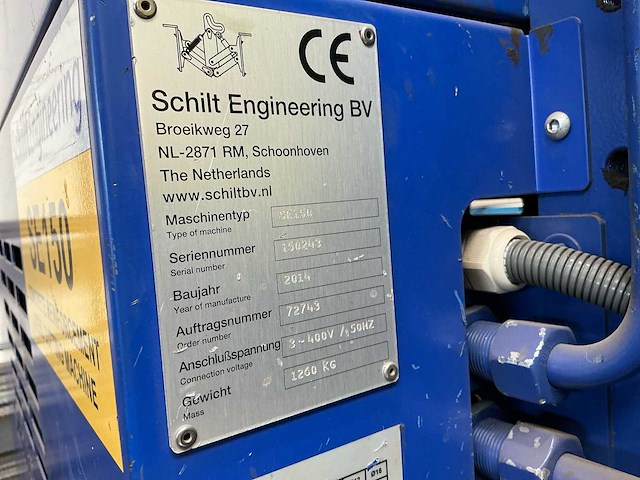 CE
Schilt Engineering BV
Broeikweg 27
NL-2871 RM, Schoonhoven
The Netherlands
www.schiltbv.nl
Maschinentyp SE150
Type of machine
Seriennummer 150243
Serial number
Baujahr 2014
Year of manufacture
Auftragsnummer 72743
Order number
Anschlußspannung 3~400V / 50HZ
Connection voltage
Gewicht 1260 KG
Mass
Engineering
SE150
MACHINE